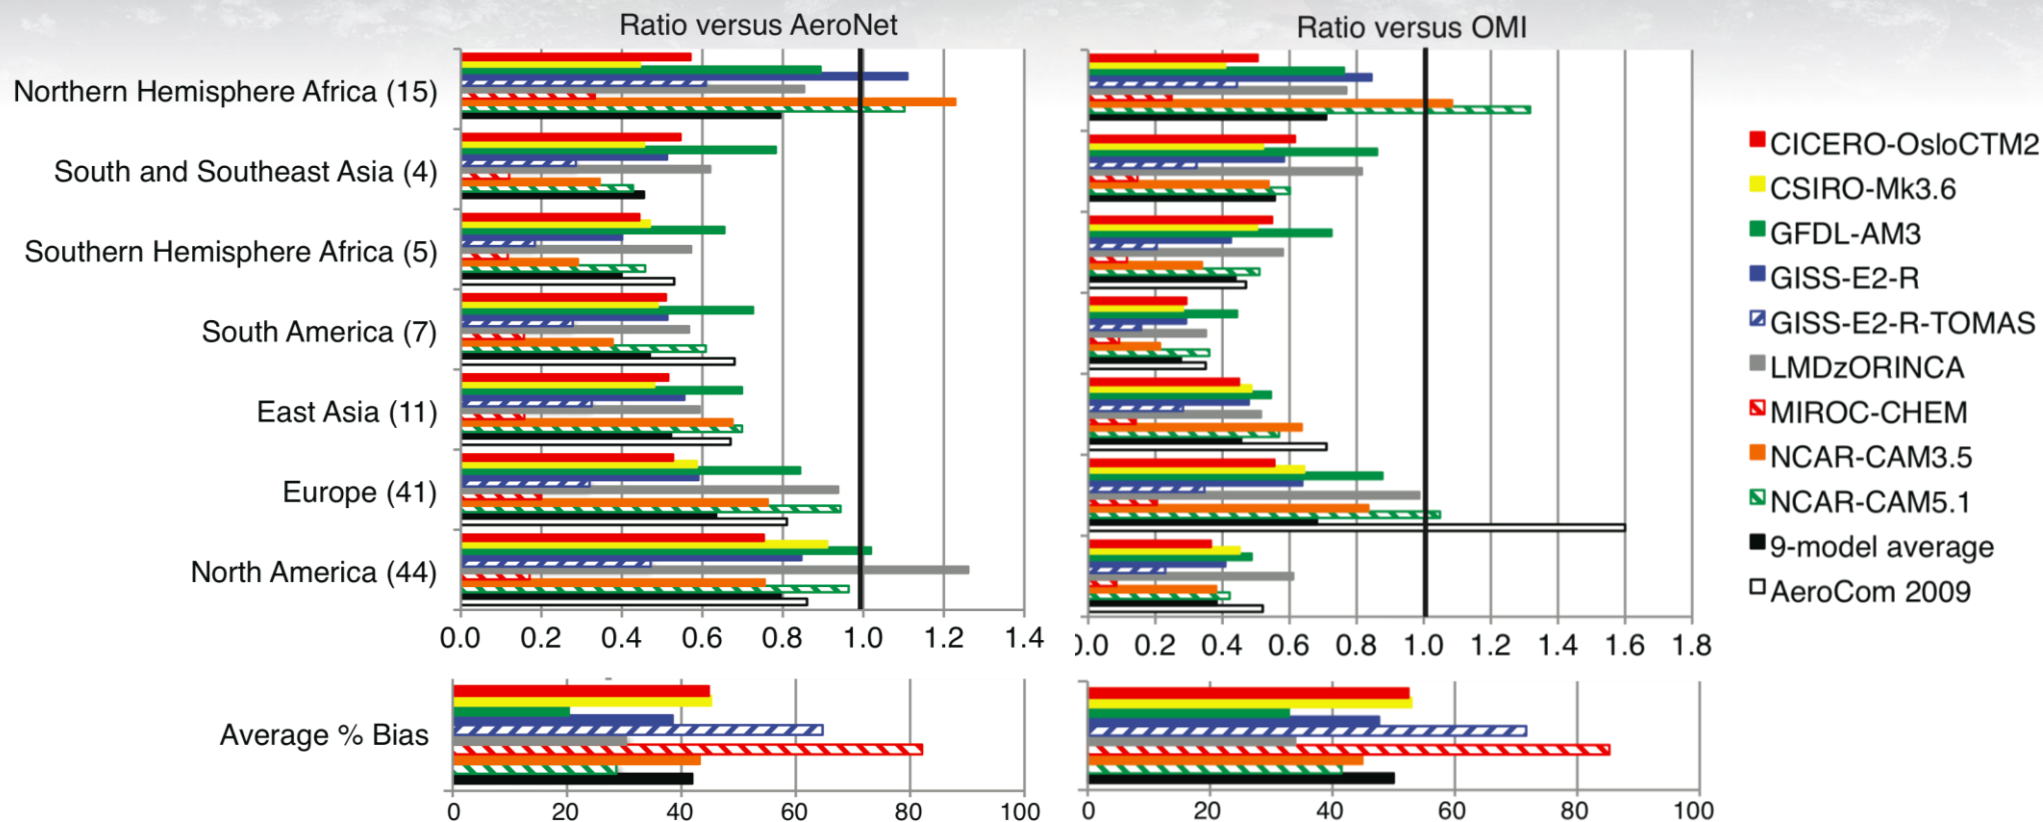 Ratio versus AeroNet
Ratio versus OMI
Northern Hemisphere Africa (15)
South and Southeast Asia (4)
Southern Hemisphere Africa (5)
South America (7)
East Asia (11)
Europe (41)
North America (44)
0.0 0.2 0.4 0.6 0.8 1.0 1.2 1.4
0.0 0.2 0.4 0.6 0.8 1.0 1.2 1.4 1.6 1.8
CICERO-OsloCTM2
CSIRO-Mk3.6
GFDL-AM3
GISS-E2-R
GISS-E2-R-TOMAS
LMDzORINCA
MIROC-CHEM
NCAR-CAM3.5
NCAR-CAM5.1
9-model average
AeroCom 2009
Average % Bias
0 20 40 60 80 100
0 20 40 60 80 100